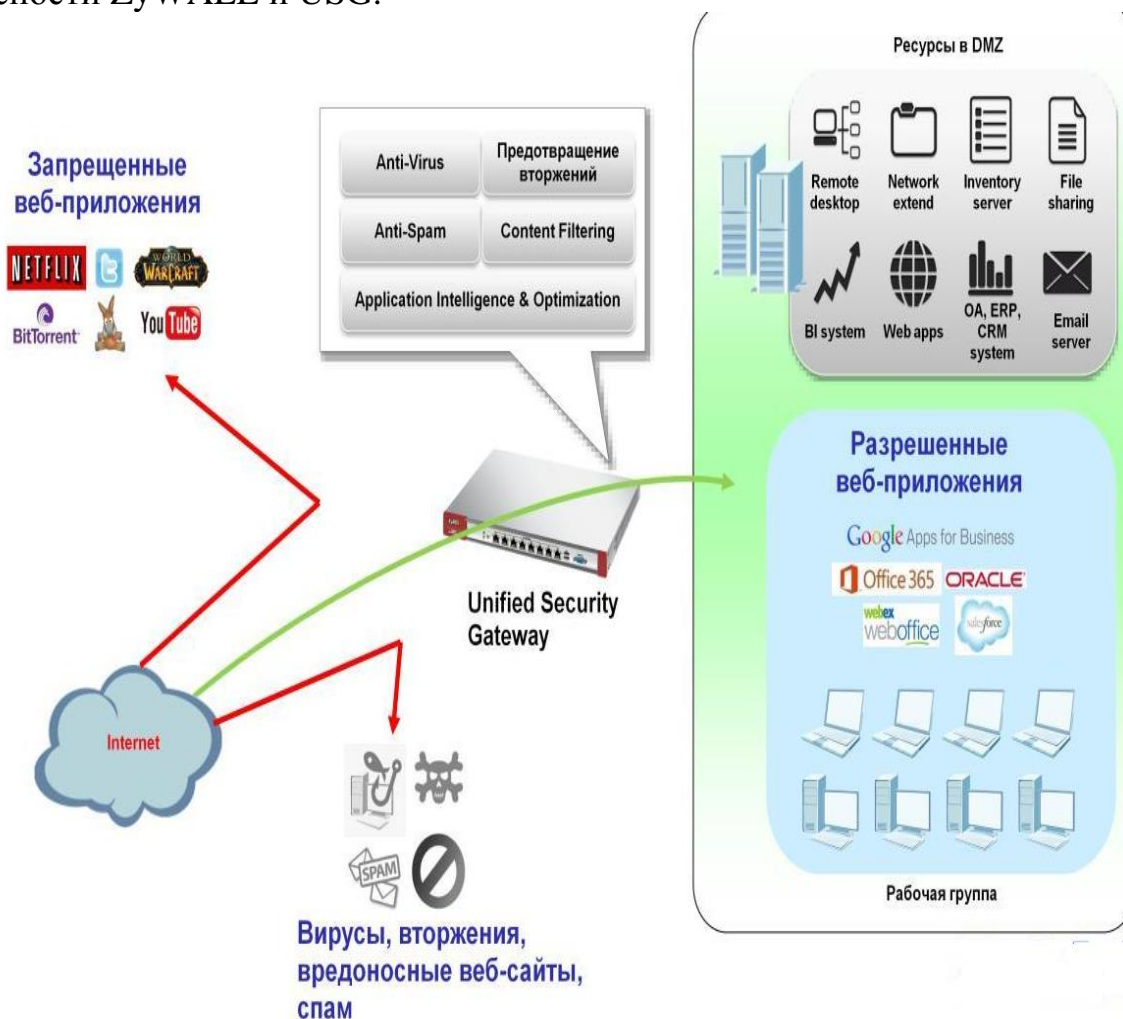 ZyWALL и USG.
Ресурсы в DMZ
Запрещенные
веб-приложения
NETFLIX
WORLD
WARCRAFT
BitTorrent
YouTube
Anti-Virus
Предотвращение
вторжений
Anti-Spam
Content Filtering
Application Intelligence & Optimization
Remote
desktop
Network
extend
Inventory
server
File
sharing
BI system
Web apps
OA, ERP,
CRM
system
Email
server
Unified Security
Gateway
Разрешенные
веб-приложения
Google Apps for Business
Office 365
ORACLE
webex
weboffice
salesforce
Internet
SPAM
Рабочая группа
Вирусы, вторжения,
вредоносные веб-сайты,
спам